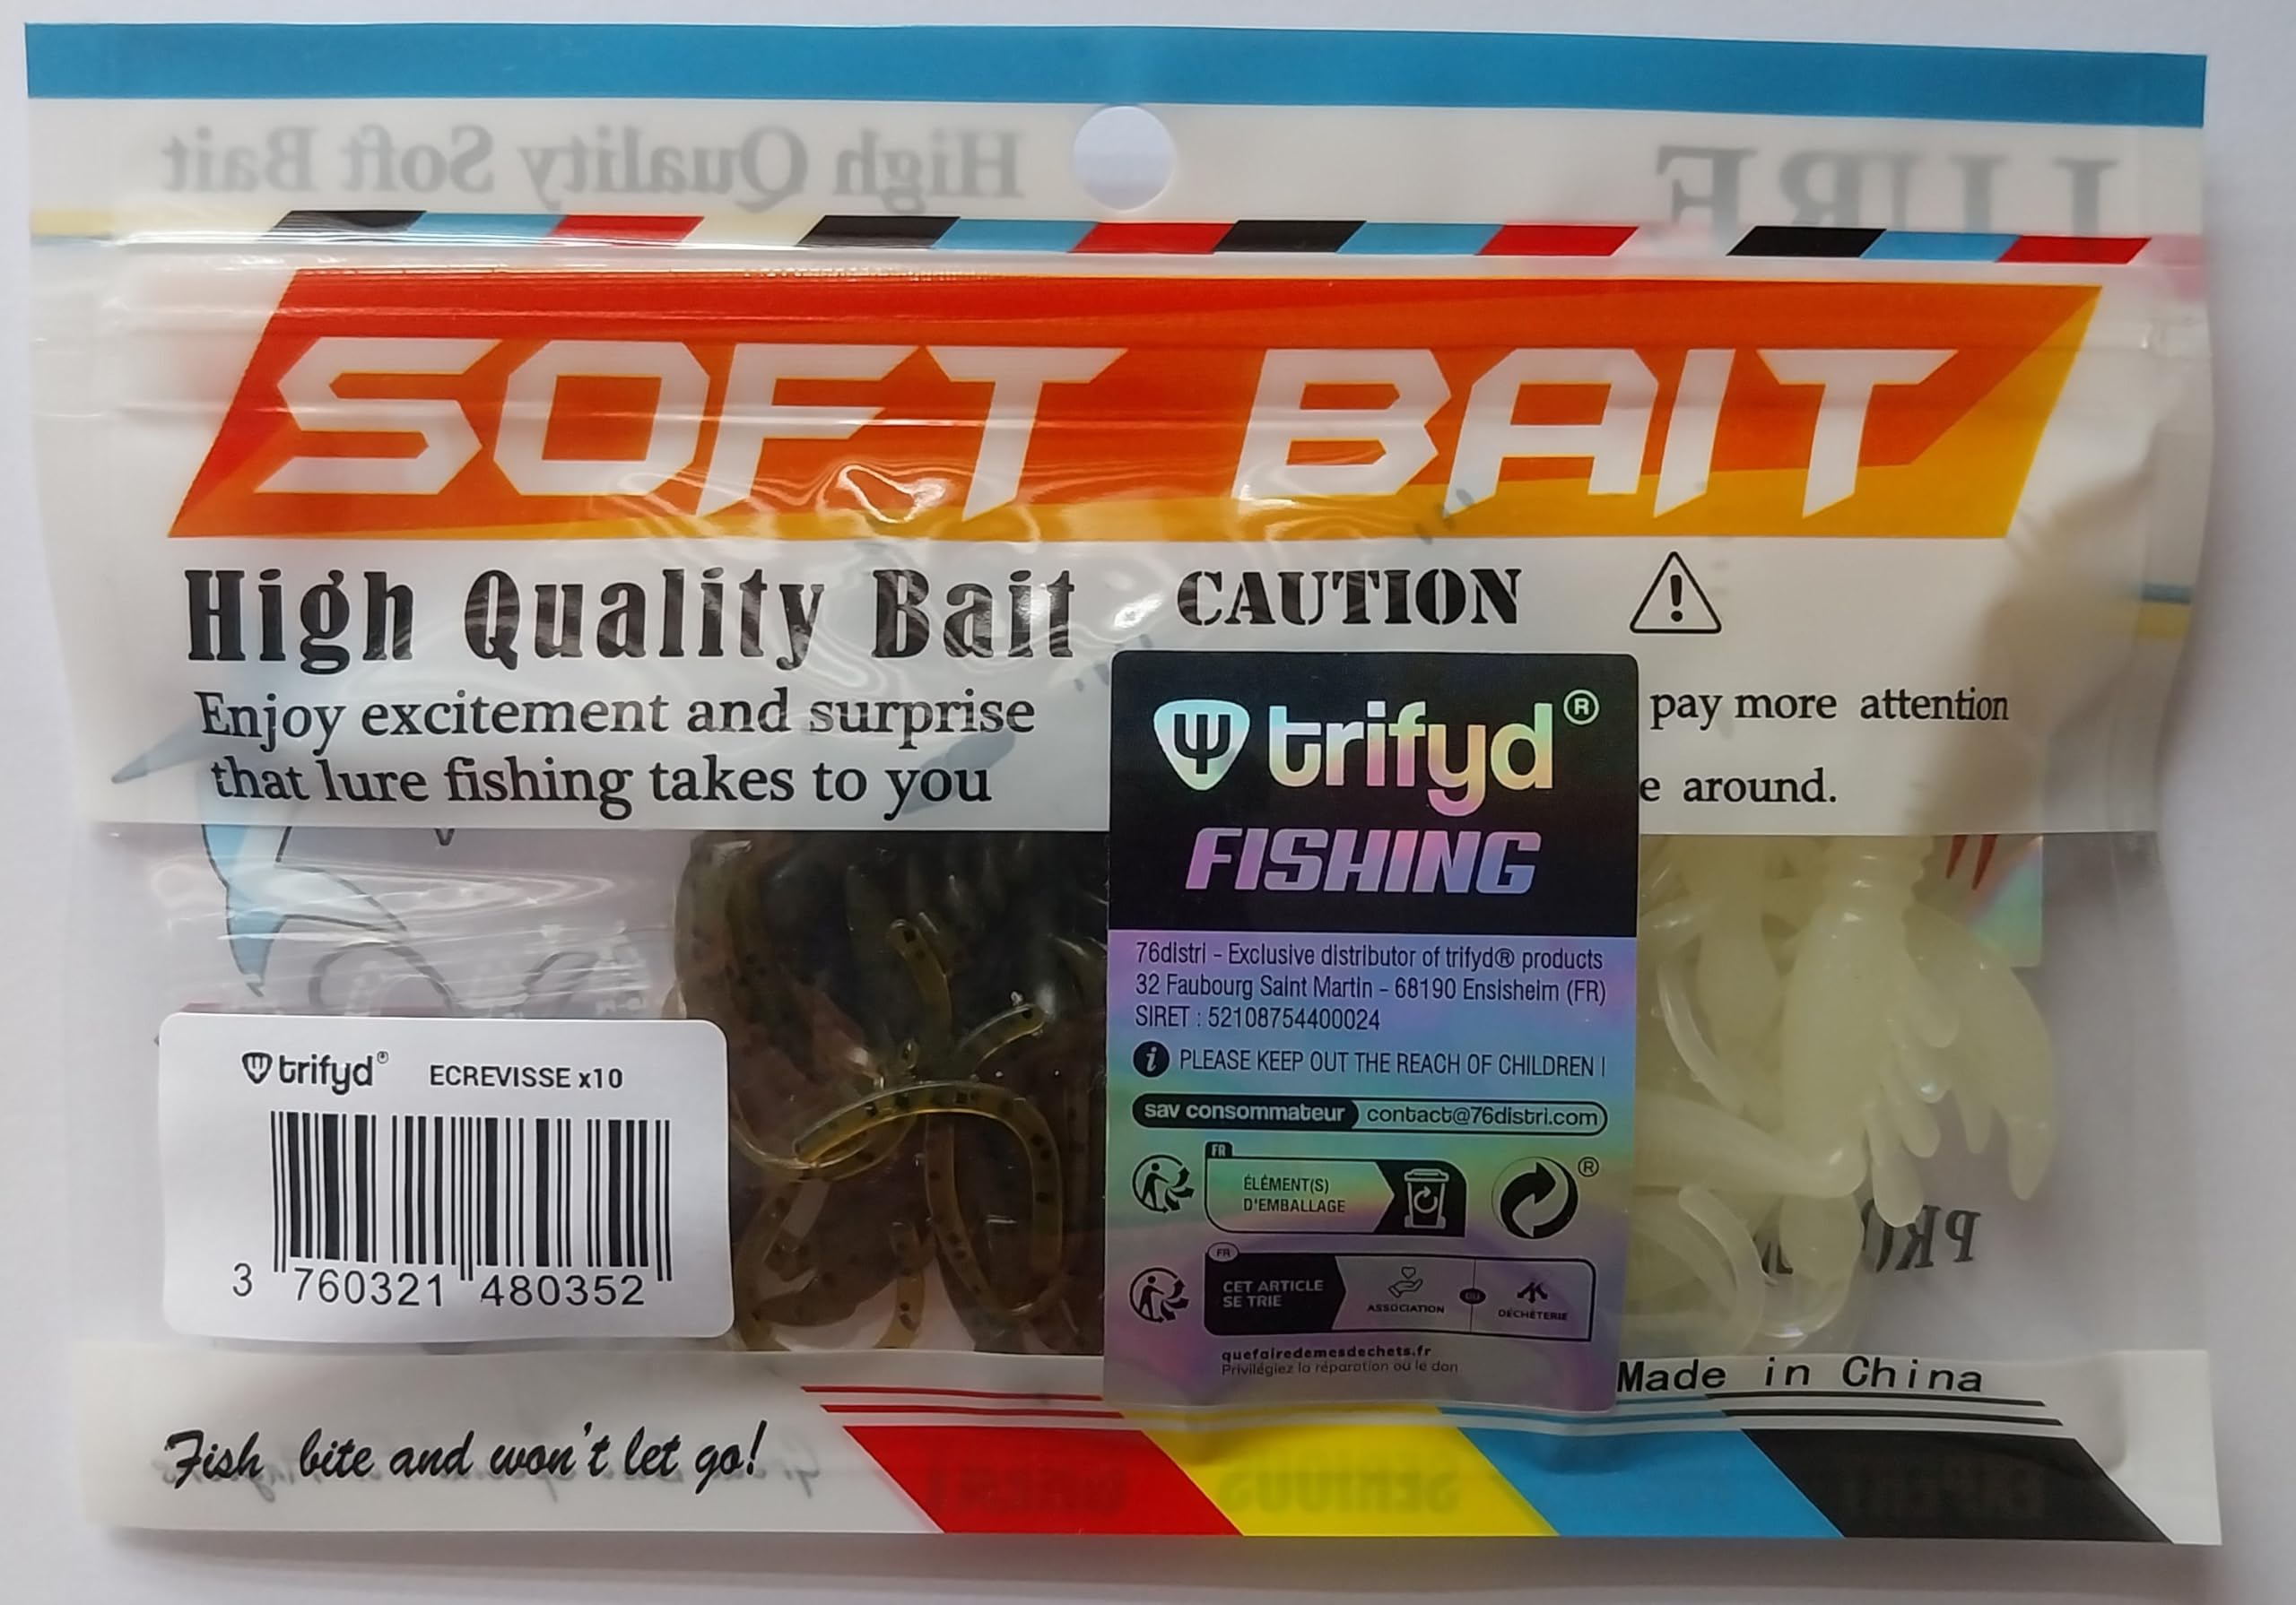 High Quality Soft Bait
LURE
SOFT BAIT
High Quality Bait
Enjoy excitement and surprise
that lure fishing takes to you
CAUTION
pay more attention
around.
trifyd®
FISHING
76distri - Exclusive distributor of trifyd® products
32 Faubourg Saint Martin - 68190 Ensisheim (FR)
SIRET : 52108754400024
i PLEASE KEEP OUT THE REACH OF CHILDREN !
sav consommateur contact@76distri.com
FR
ÉLÉMENT(S)
D'EMBALLAGE
®
FR
CET ARTICLE
SE TRIE
ASSOCIATION
OU
DÉCHÈTERIE
quefairedemesdechets.fr
Privilégiez la réparation ou le don
trifyd® ECREVISSE x10
3 760321 480352
Made in China
Fish bite and won't let go!
SERIOUS
EXPERT